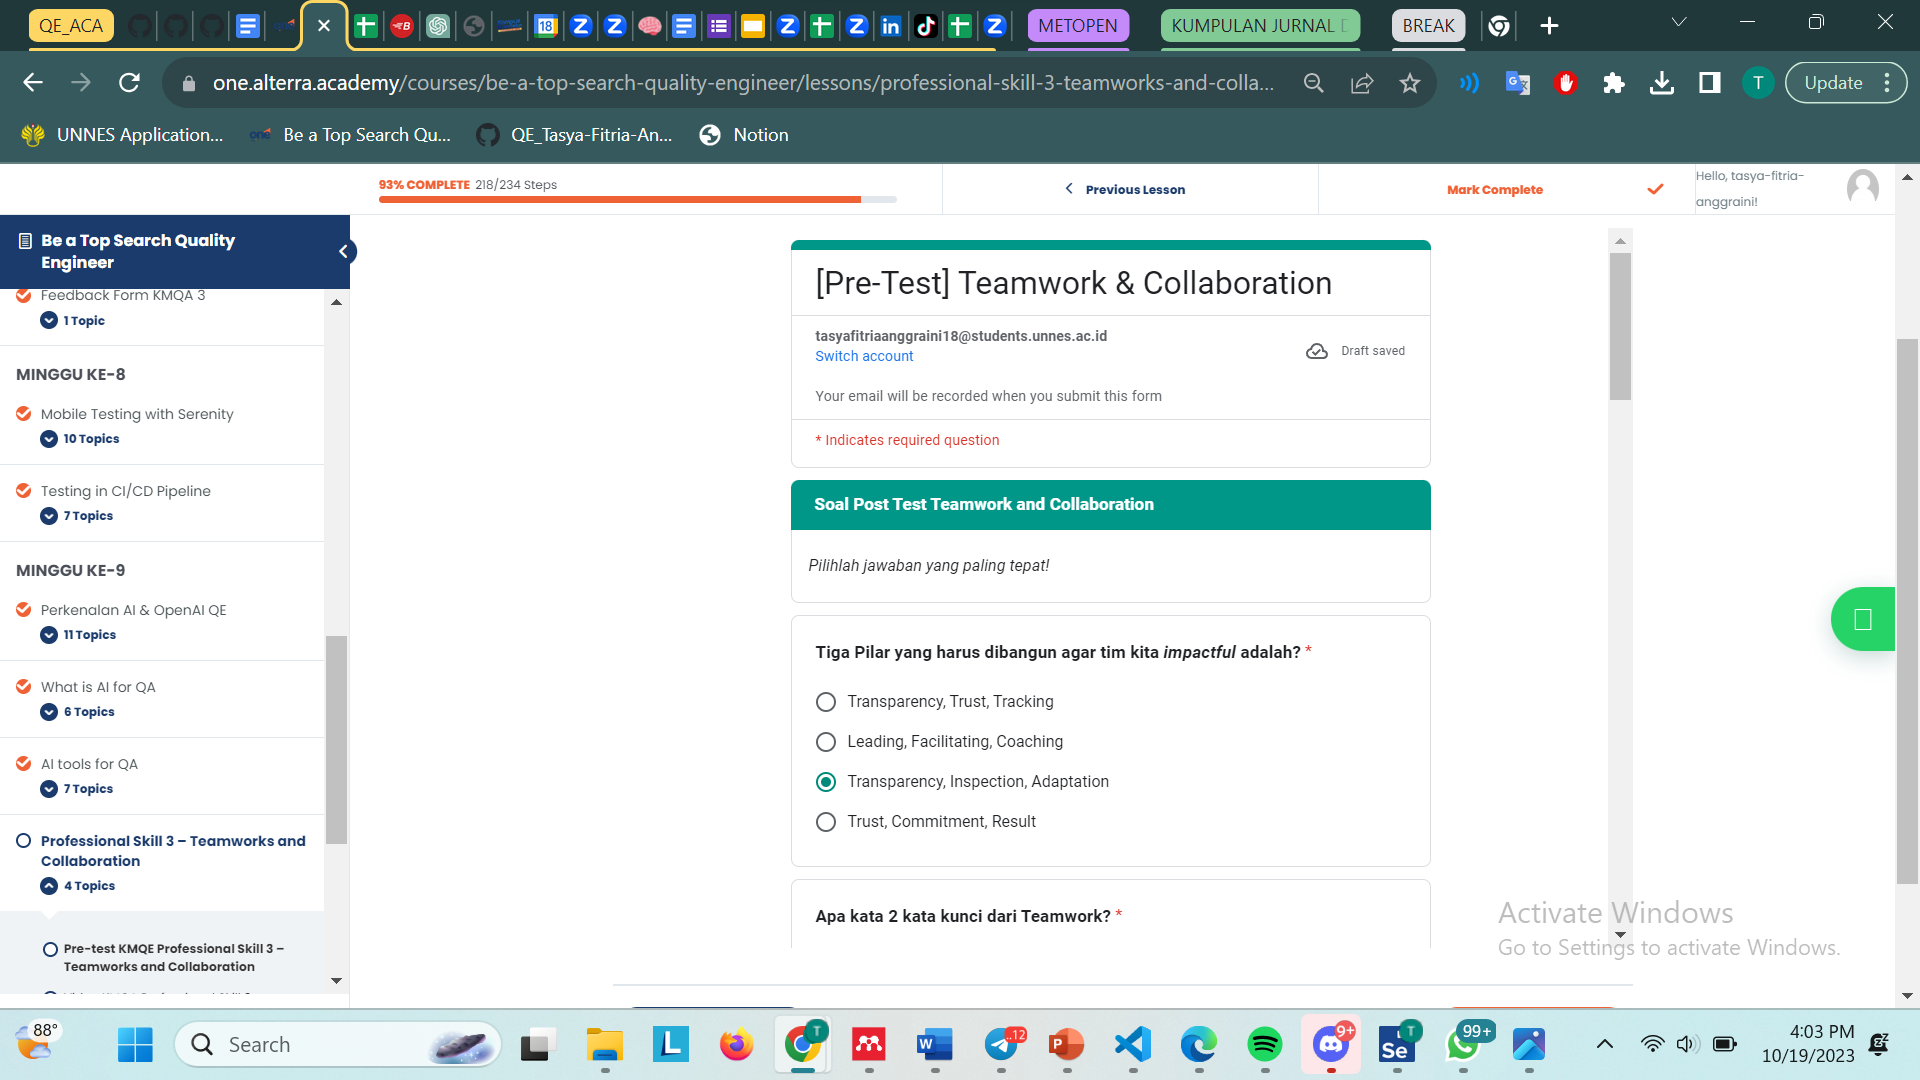 QE_ACA
METOPEN
KUMPULAN JURNAL
BREAK
one.alterra.academy/courses/be-a-top-search-quality-engineer/lessons/professional-skill-3-teamworks-and-colla...
T
Update
UNNES Application...
one
Be a Top Search Qu...
QE_Tasya-Fitria-An...
Notion
93% COMPLETE 218/234 Steps
Previous Lesson
Mark Complete
Hello, tasya-fitria-
anggraini!
Be a Top Search Quality
Engineer
Feedback Form KMQA 3
1 Topic
MINGGU KE-8
Mobile Testing with Serenity
10 Topics
Testing in CI/CD Pipeline
7 Topics
MINGGU KE-9
Perkenalan AI & OpenAI QE
11 Topics
What is AI for QA
6 Topics
AI tools for QA
7 Topics
Professional Skill 3 – Teamworks and
Collaboration
4 Topics
Pre-test KMQE Professional Skill 3 –
Teamworks and Collaboration
[Pre-Test] Teamwork & Collaboration
tasyafitriaanggraini18@students.unnes.ac.id
Switch account
Draft saved
Your email will be recorded when you submit this form
* Indicates required question
Soal Post Test Teamwork and Collaboration
Pilihlah jawaban yang paling tepat!
Tiga Pilar yang harus dibangun agar tim kita impactful adalah? *
Transparency, Trust, Tracking
Leading, Facilitating, Coaching
Transparency, Inspection, Adaptation
Trust, Commitment, Result
Apa kata 2 kata kunci dari Teamwork? *
Activate Windows
Go to Settings to activate Windows.
88°
Search
9+
99+
4:03 PM
10/19/2023